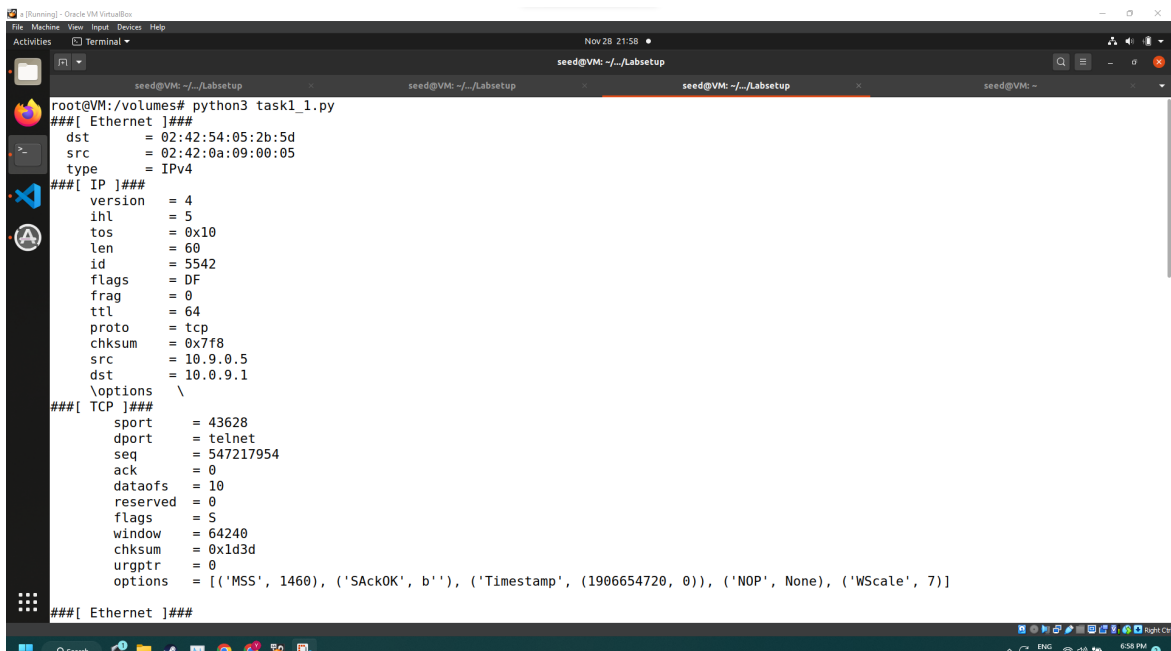 a [Running] - Oracle VM VirtualBox
File Machine View Input Devices Help
Activities Terminal Nov 28 21:58
seed@VM: ~/.../Labsetup
seed@VM: ~/.../Labsetup seed@VM: ~/.../Labsetup seed@VM: ~/.../Labsetup seed@VM: ~
root@VM:/volumes# python3 task1_1.py
###[ Ethernet ]###
  dst       = 02:42:54:05:2b:5d
  src       = 02:42:0a:09:00:05
  type      = IPv4
###[ IP ]###
     version   = 4
     ihl       = 5
     tos       = 0x10
     len       = 60
     id        = 5542
     flags     = DF
     frag      = 0
     ttl       = 64
     proto     = tcp
     chksum    = 0x7f8
     src       = 10.9.0.5
     dst       = 10.0.9.1
     \options   \
###[ TCP ]###
        sport     = 43628
        dport     = telnet
        seq       = 547217954
        ack       = 0
        dataofs   = 10
        reserved  = 0
        flags     = S
        window    = 64240
        chksum    = 0x1d3d
        urgptr    = 0
        options   = [('MSS', 1460), ('SAckOK', b''), ('Timestamp', (1906654720, 0)), ('NOP', None), ('WScale', 7)]
###[ Ethernet ]###
Right Ctrl
Search ENG 6:58 PM